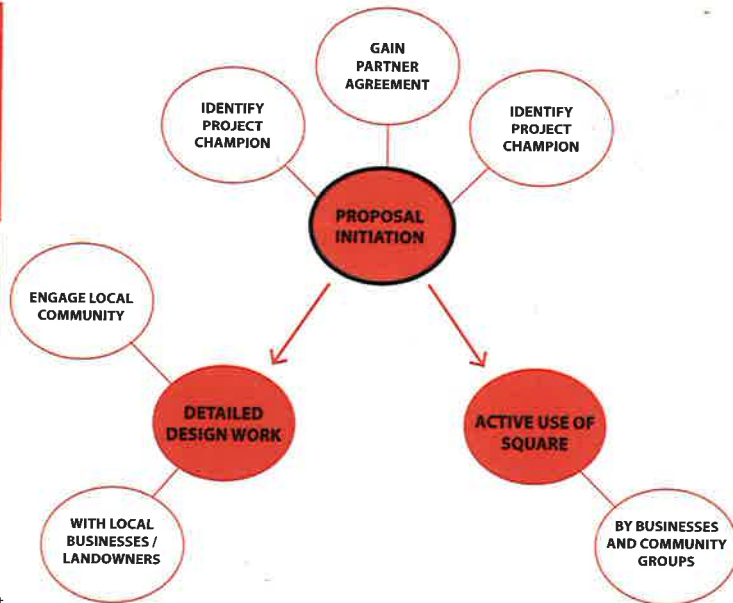 GAIN
PARTNER
AGREEMENT
IDENTIFY
PROJECT
CHAMPION
IDENTIFY
PROJECT
CHAMPION
PROPOSAL
INITIATION
ENGAGE LOCAL
COMMUNITY
DETAILED
DESIGN WORK
ACTIVE USE OF
SQUARE
WITH LOCAL
BUSINESSES /
LANDOWNERS
BY BUSINESSES
AND COMMUNITY
GROUPS